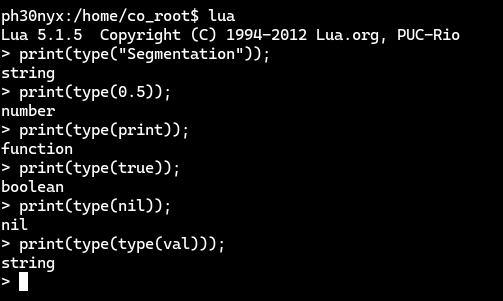 ph30nyx:/home/co_root$ lua
Lua 5.1.5  Copyright (C) 1994-2012 Lua.org, PUC-Rio
> print(type("Segmentation"));
string
> print(type(0.5));
number
> print(type(print));
function
> print(type(true));
boolean
> print(type(nil));
nil
> print(type(type(val)));
string
>